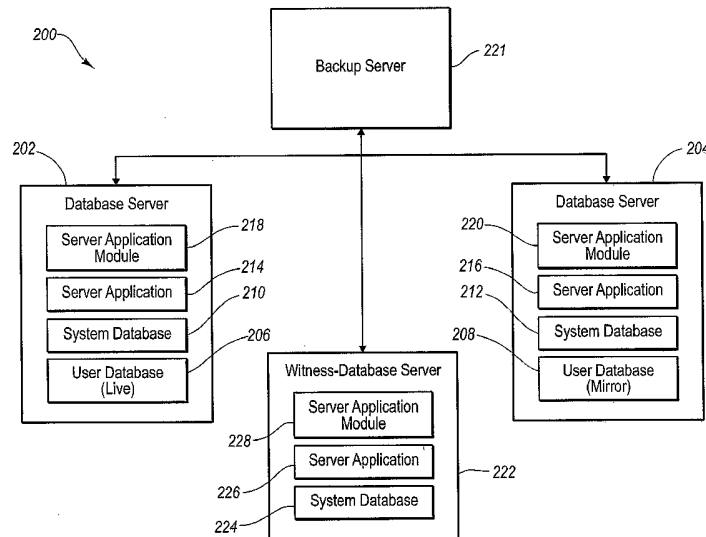 200
Backup Server
221
202
204
Database Server
Server Application
Module
218
Server Application
214
System Database
210
User Database
(Live)
206
Database Server
220
Server Application
Module
216
Server Application
212
System Database
208
User Database
(Mirror)
Witness-Database Server
Server Application
Module
228
Server Application
226
222
System Database
224